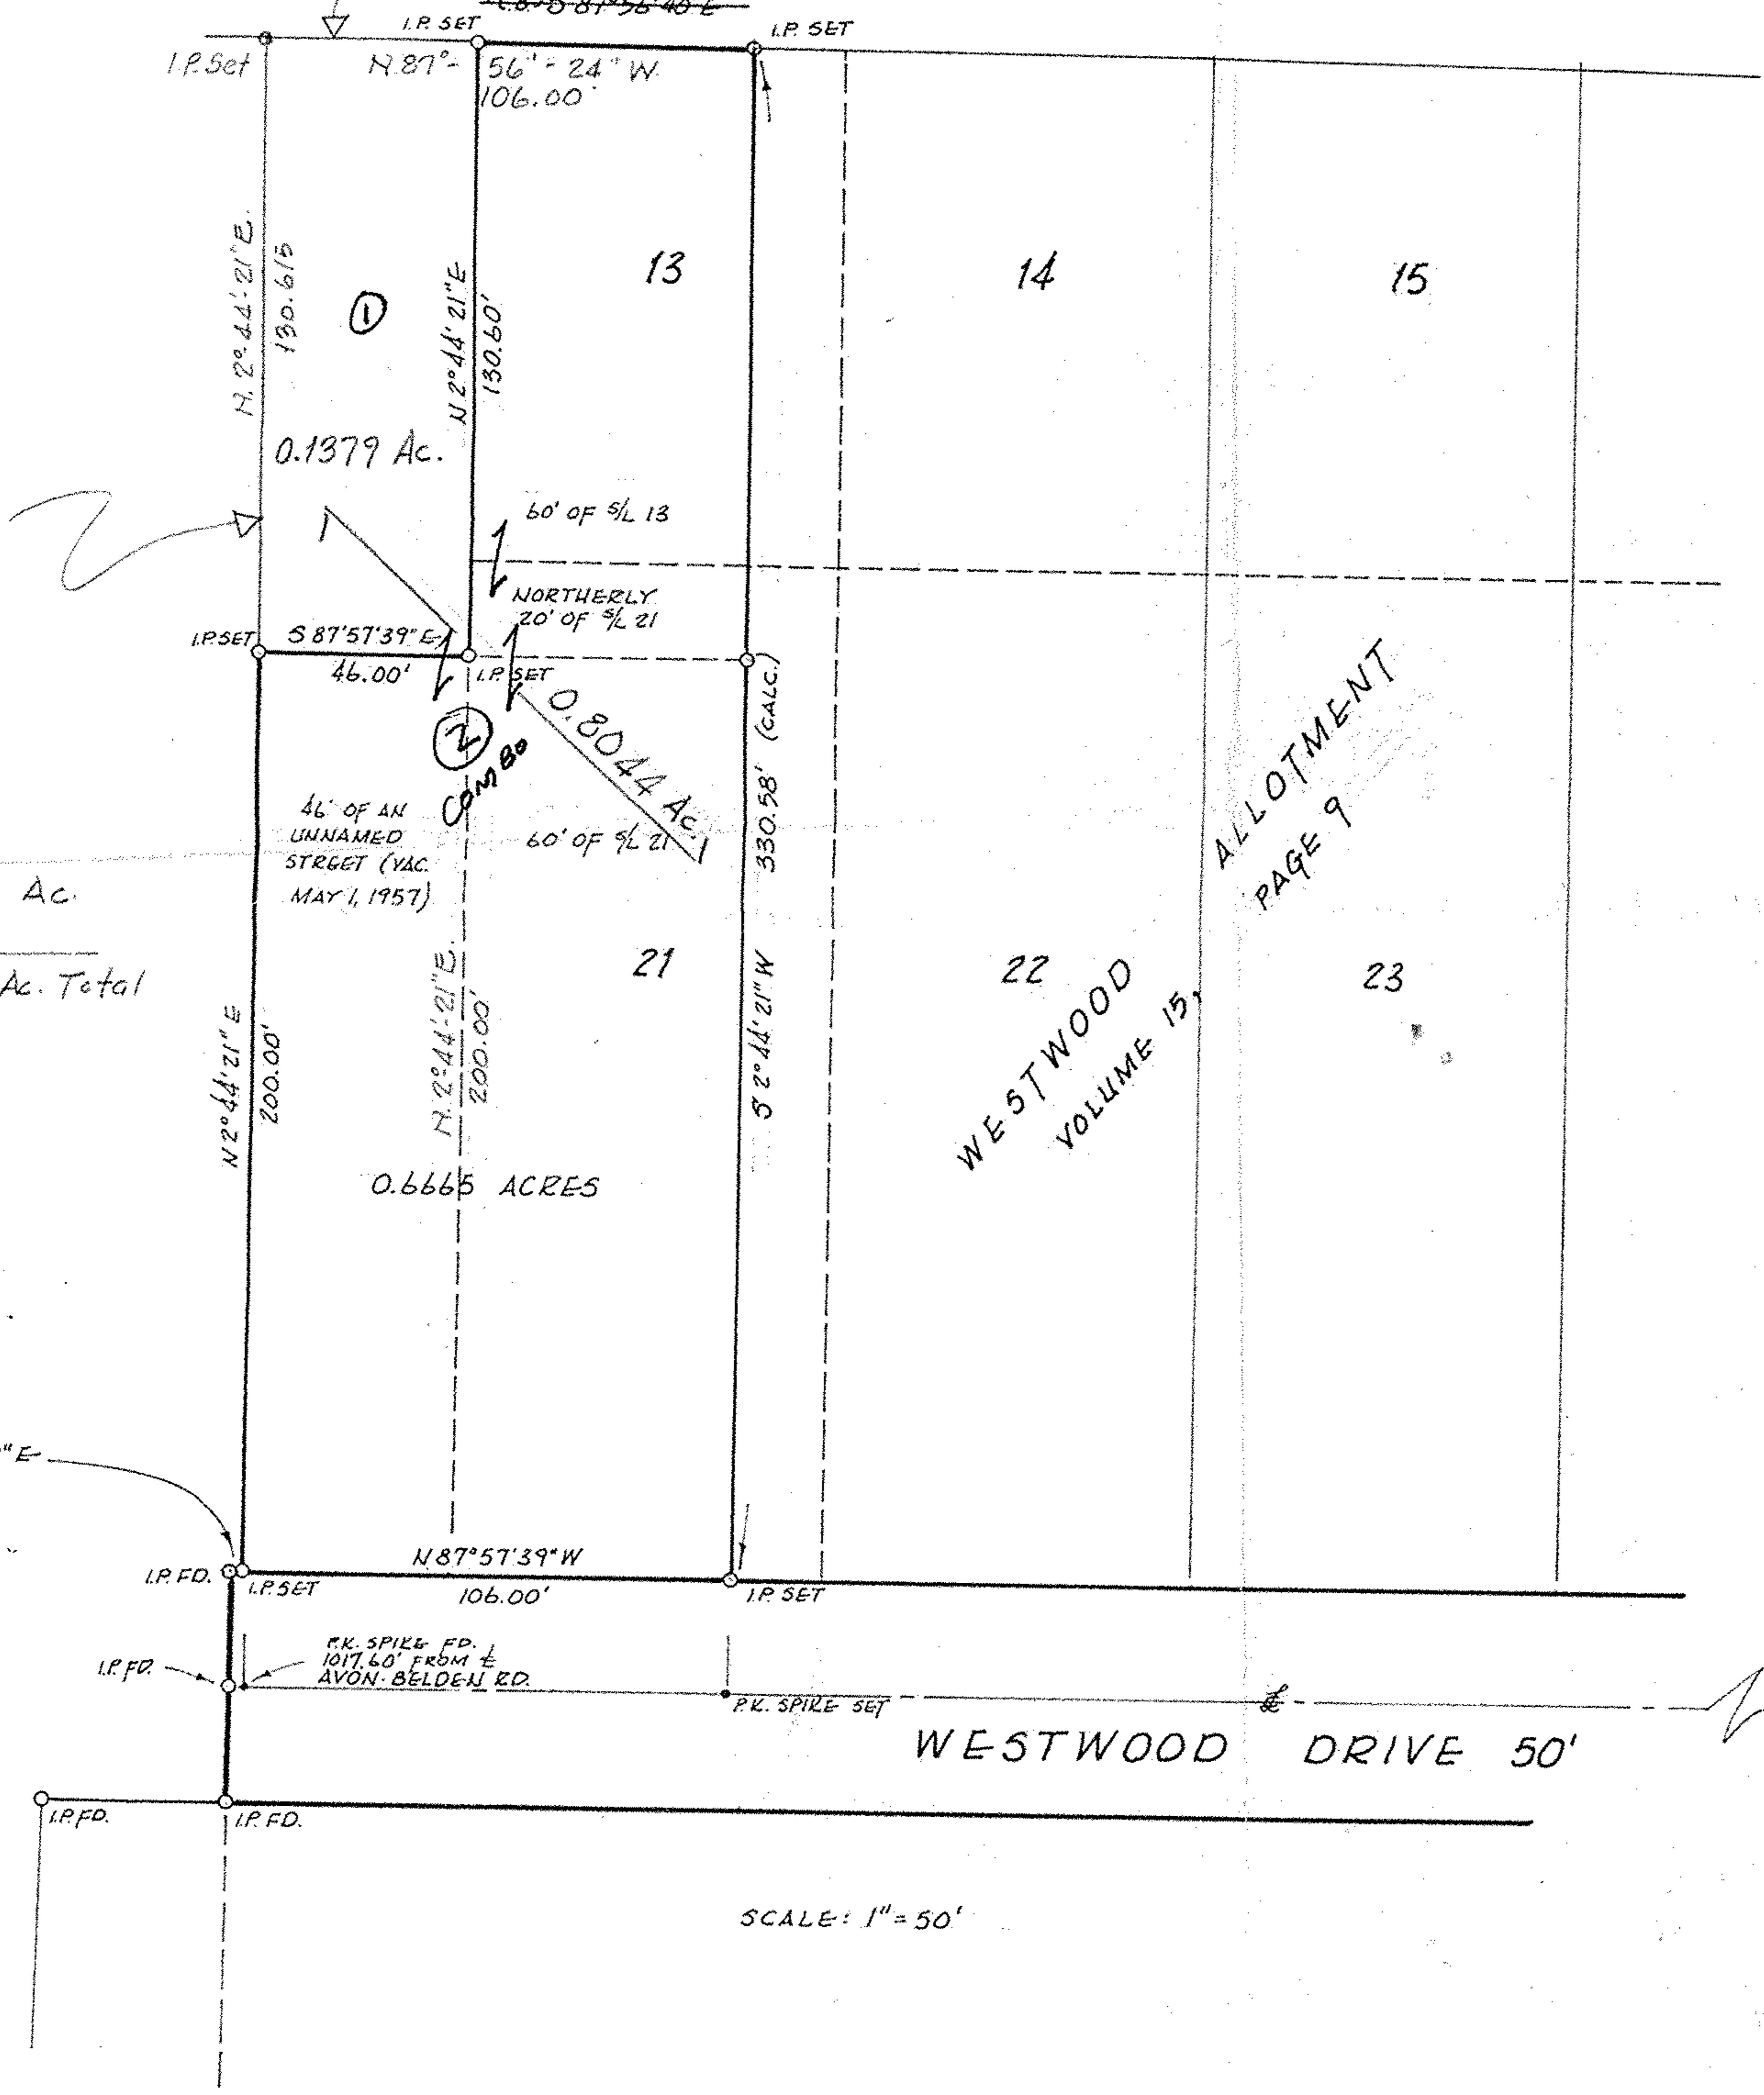 I.P. SET
I.P. SET
I.P. Set
N. 87°- 56" - 24" W.
106.00'
N. 2°- 44'- 21" E.
130.615
N 2° 44' 21" E
130.60'
1
13
14
15
0.1379 Ac.
60' OF S/L 13
NORTHERLY
20' OF S/L 21
I.P. SET
S 87°57'39" E
46.00'
I.P. SET
2
COMBO
0.8044 Ac.
330.58' (CALC.)
S 2° 44' 21" W
46' OF AN
UNNAMED
STREET (VAC.
MAY 1, 1957)
60' OF S/L 21
Ac.
Ac. Total
ALLOTMENT
PAGE 9
WESTWOOD
VOLUME 15,
21
22
23
N 2° 44' 21" E
200.00'
N. 2°- 44'- 21" E.
200.00'
0.6665 ACRES
" E
N 87° 57' 39" W
106.00'
I.P. FD.
I.P. SET
I.P. SET
I.P. FD.
P.K. SPIKE FD.
1017.60' FROM ℄
AVON-BELDEN RD.
P.K. SPIKE SET
℄
WESTWOOD DRIVE 50'
I.P. FD.
I.P. FD.
SCALE: 1" = 50'